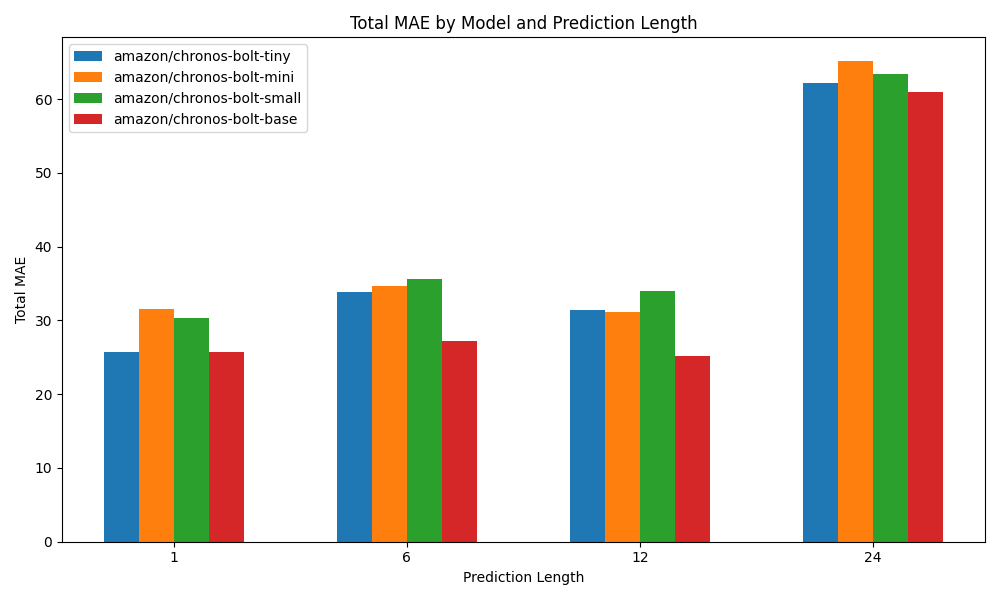 Total MAE by Model and Prediction Length
amazon/chronos-bolt-tiny
amazon/chronos-bolt-mini
amazon/chronos-bolt-small
amazon/chronos-bolt-base
Total MAE
60
50
40
30
20
10
0
1 6 12 24
Prediction Length